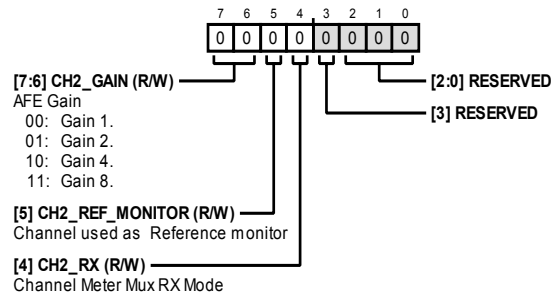 7 6 5 4 3 2 1 0
0 0 0 0 0 0 0 0
[7:6] CH2_GAIN (R/W)
AFE Gain
00: Gain 1.
01: Gain 2.
10: Gain 4.
11: Gain 8.
[5] CH2_REF_MONITOR (R/W)
Channel used as Reference monitor
[4] CH2_RX (R/W)
Channel Meter Mux RX Mode
[2:0] RESERVED
[3] RESERVED